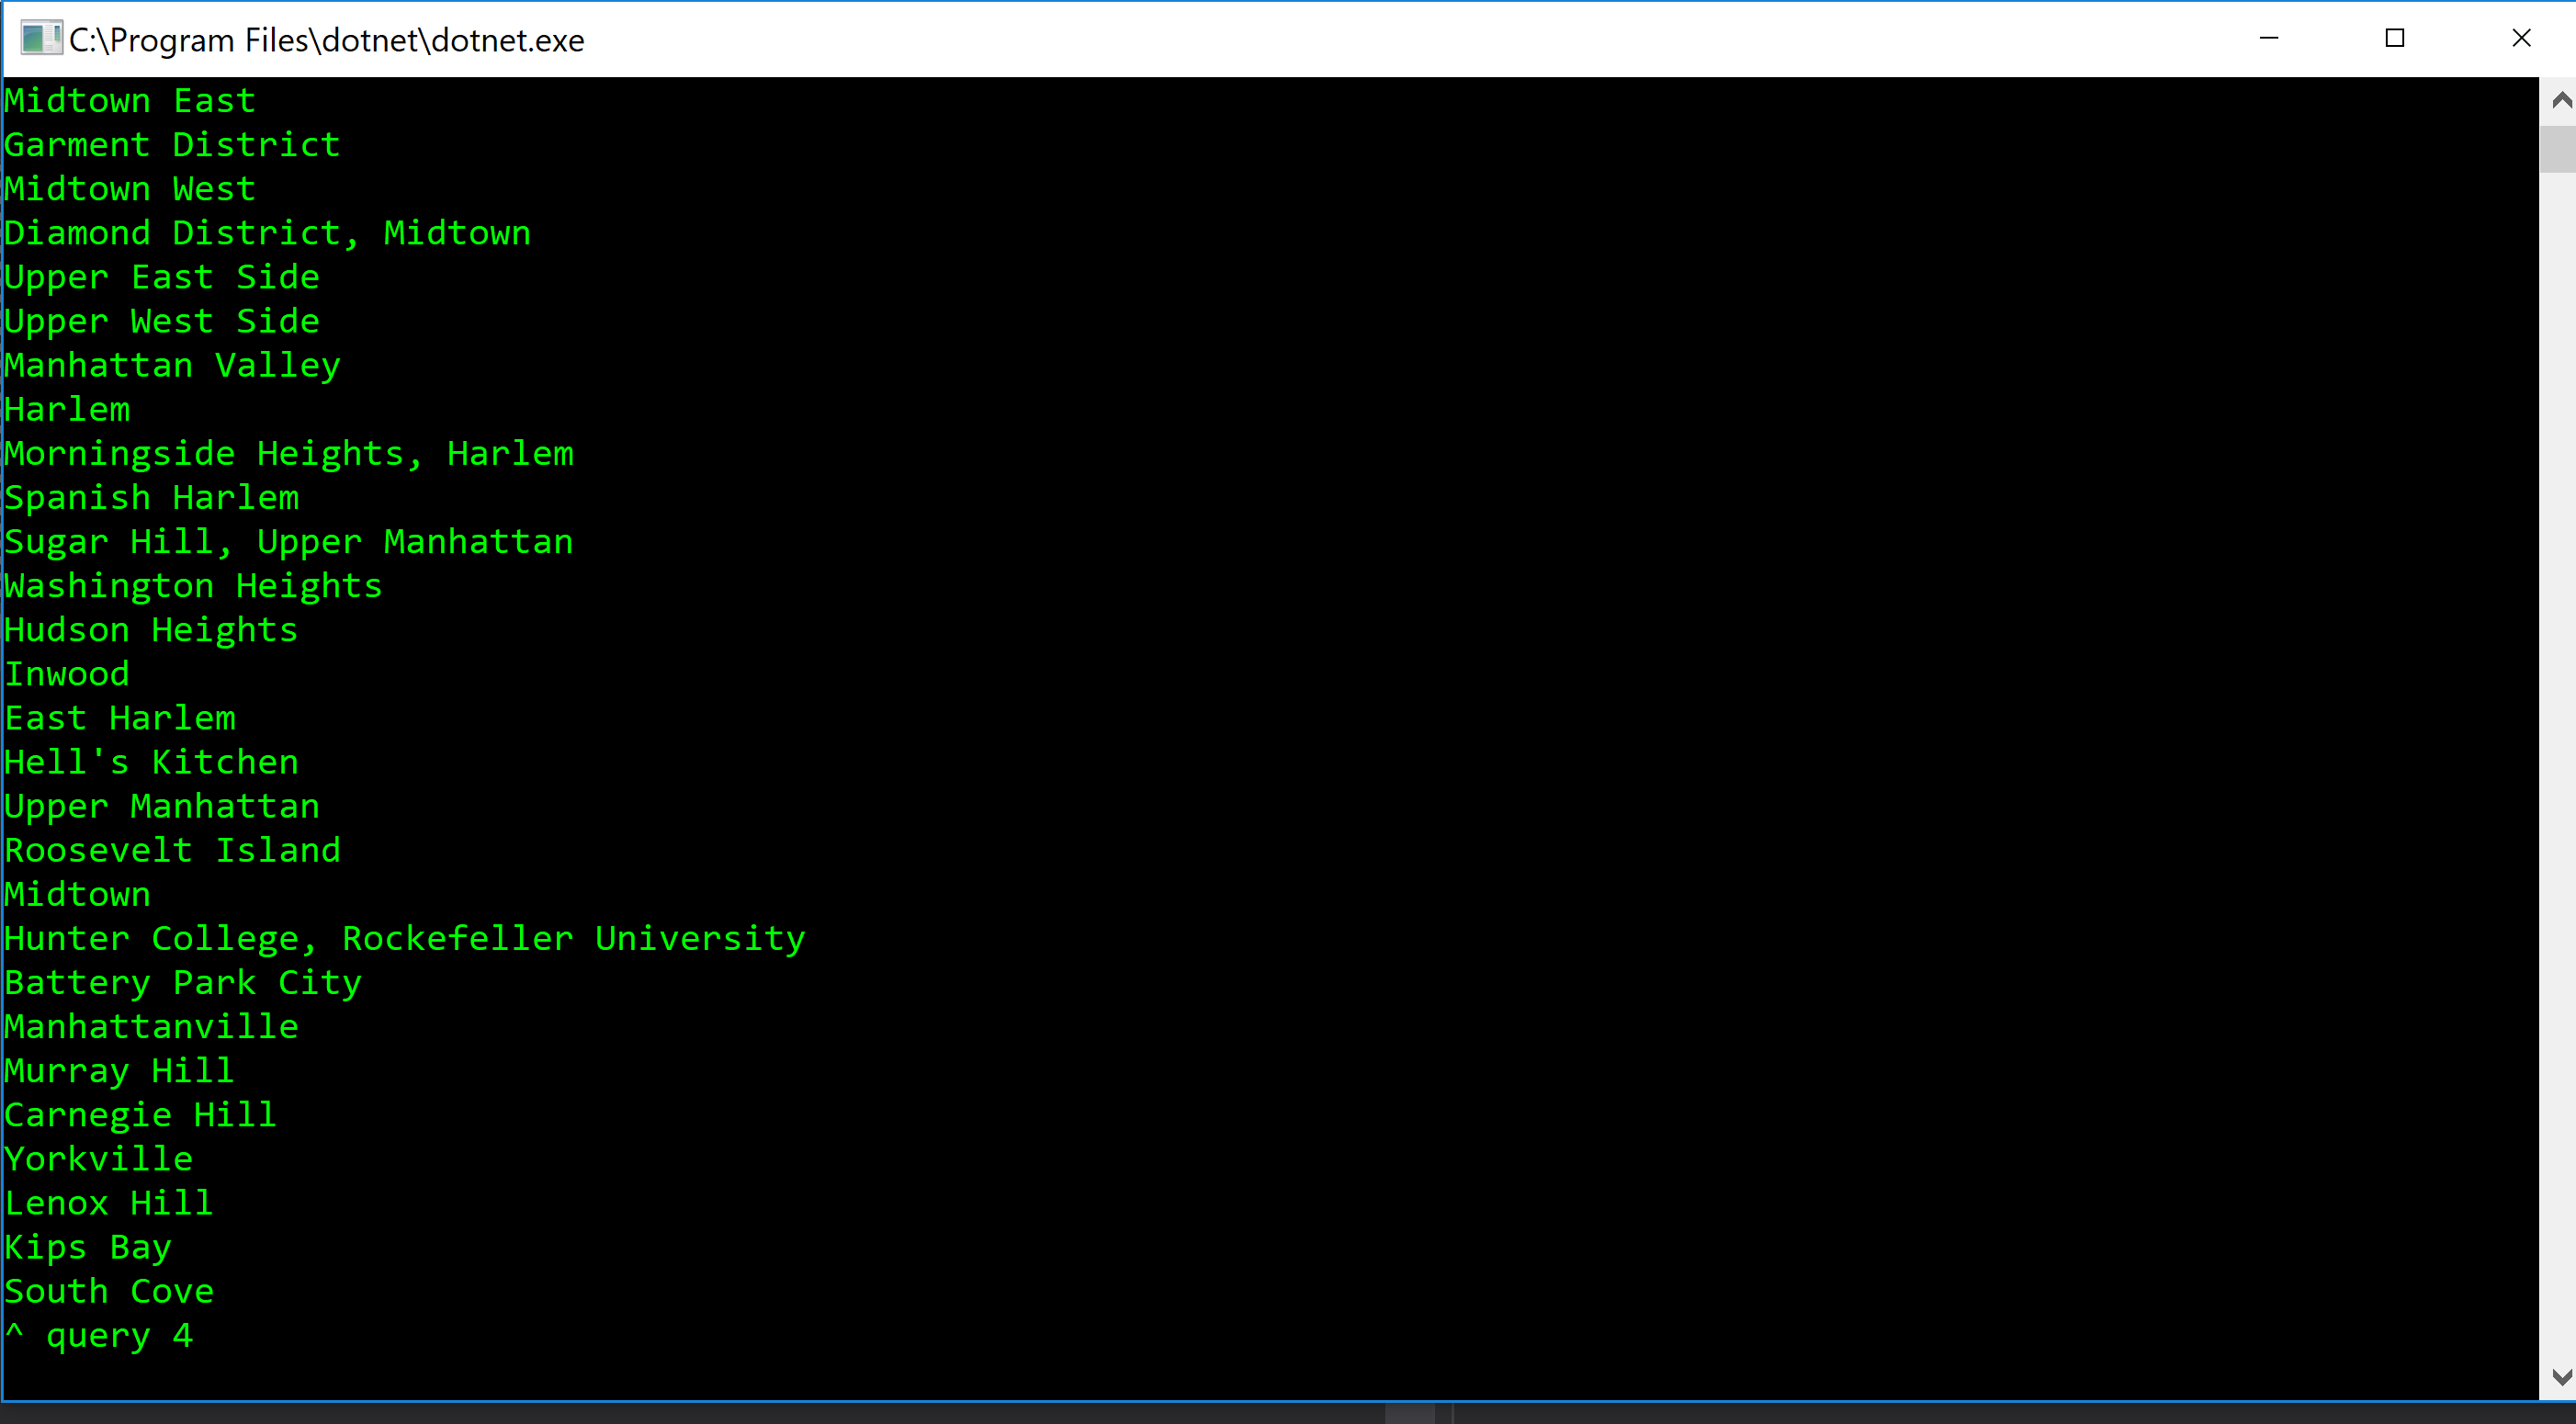 C:\Program Files\dotnet\dotnet.exe
Midtown East
Garment District
Midtown West
Diamond District, Midtown
Upper East Side
Upper West Side
Manhattan Valley
Harlem
Morningside Heights, Harlem
Spanish Harlem
Sugar Hill, Upper Manhattan
Washington Heights
Hudson Heights
Inwood
East Harlem
Hell's Kitchen
Upper Manhattan
Roosevelt Island
Midtown
Hunter College, Rockefeller University
Battery Park City
Manhattanville
Murray Hill
Carnegie Hill
Yorkville
Lenox Hill
Kips Bay
South Cove
^ query 4